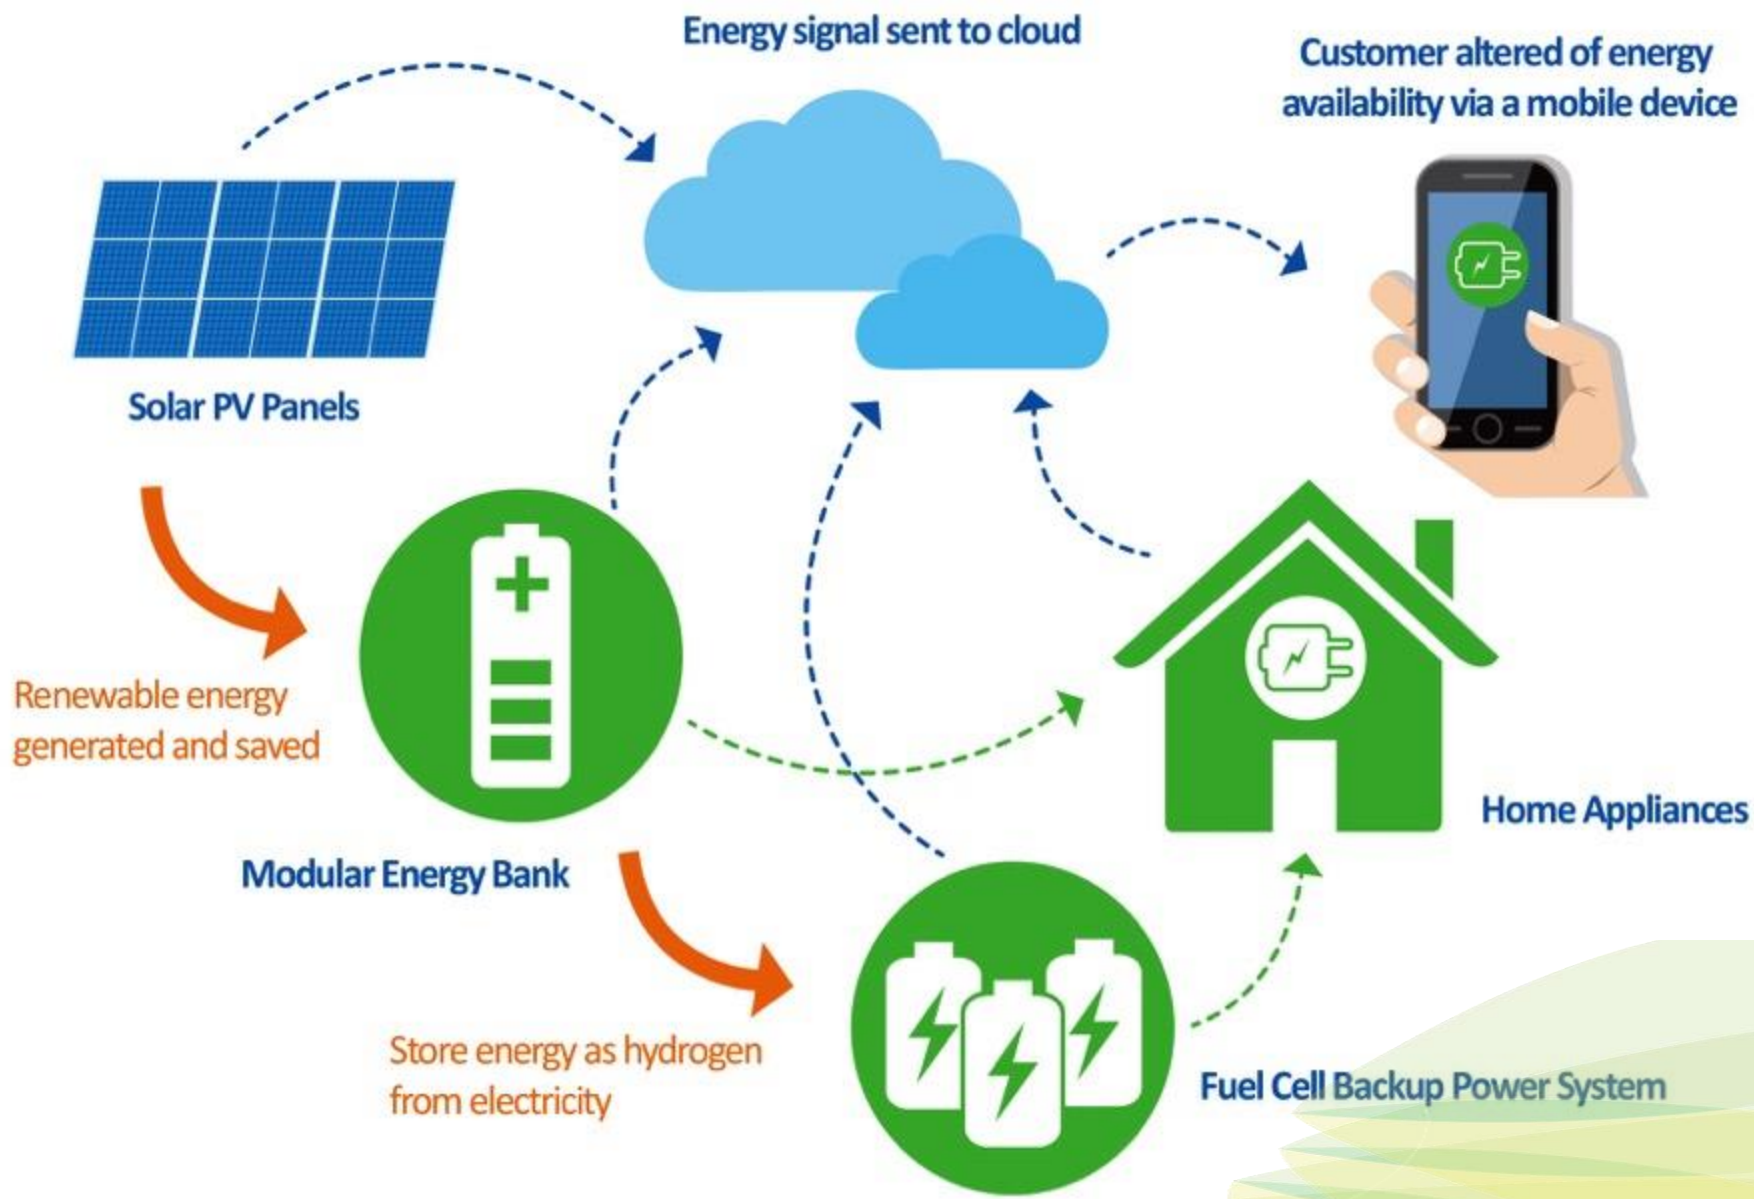 Energy signal sent to cloud
Customer altered of energy
availability via a mobile device
Solar PV Panels
Renewable energy
generated and saved
Modular Energy Bank
Home Appliances
Store energy as hydrogen
from electricity
Fuel Cell Backup Power System